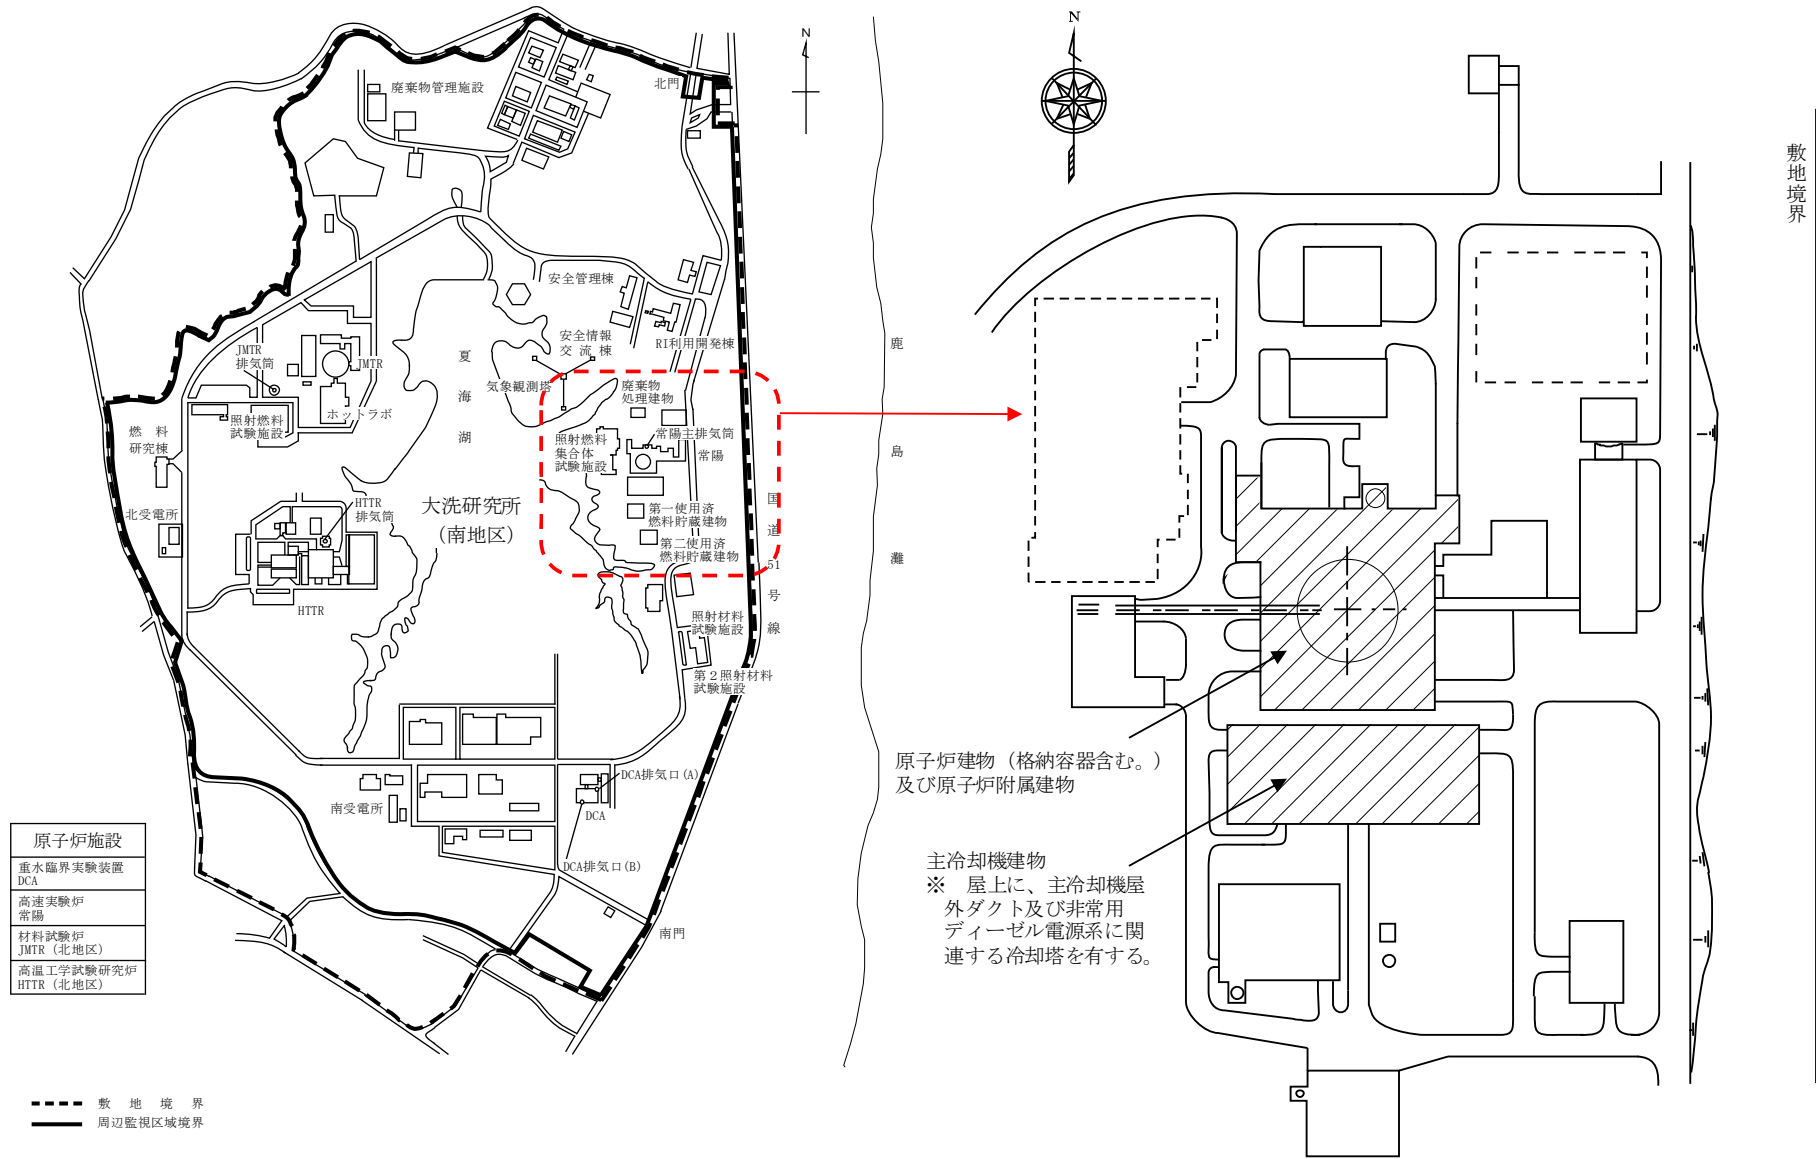 N
北門
廃棄物管理施設
安全管理棟
安全情報
交流棟
RI利用開発棟
JMTR
排気筒
JMTR
夏海湖
気象観測塔
廃棄物
処理建物
ホットラボ
照射燃料
試験施設
燃料
研究棟
照射燃料
集合体
試験施設
常陽主排気筒
常陽
HTTR
排気筒
大洗研究所
(南地区)
北受電所
第一使用済
燃料貯蔵建物
第二使用済
燃料貯蔵建物
国道51号線
鹿島灘
HTTR
照射材料
試験施設
第2照射材料
試験施設
DCA排気口(A)
南受電所
DCA
DCA排気口(B)
南門
原子炉施設
重水臨界実験装置
DCA
高速実験炉
常陽
材料試験炉
JMTR (北地区)
高温工学試験研究炉
HTTR (北地区)
敷地境界
周辺監視区域境界
N
敷地境界
原子炉建物(格納容器含む。)
及び原子炉附属建物
主冷却機建物
※ 屋上に、主冷却機屋
外ダクト及び非常用
ディーゼル電源系に関
連する冷却塔を有する。